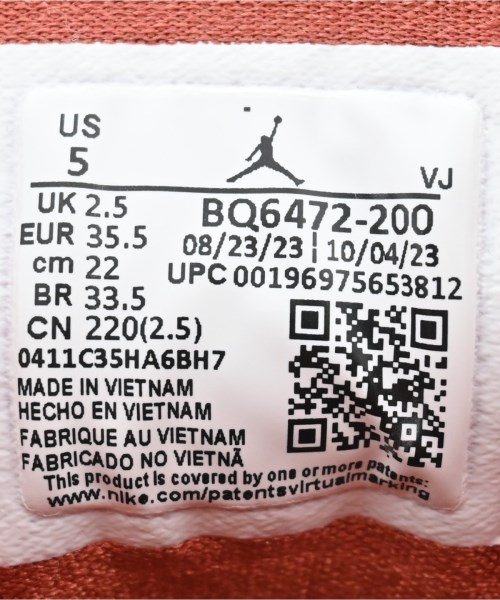 US
5
VJ
UK 2.5
EUR 35.5
cm 22
BR 33.5
CN 220(2.5)
BQ6472-200
08/23/23 | 10/04/23
UPC 00196975653812
0411C35HA6BH7
MADE IN VIETNAM
HECHO EN VIETNAM
FABRIQUE AU VIETNAM
FABRICADO NO VIETNÃ
This product is covered by one or more patents:
www.nike.com/patentsvirtualmarking